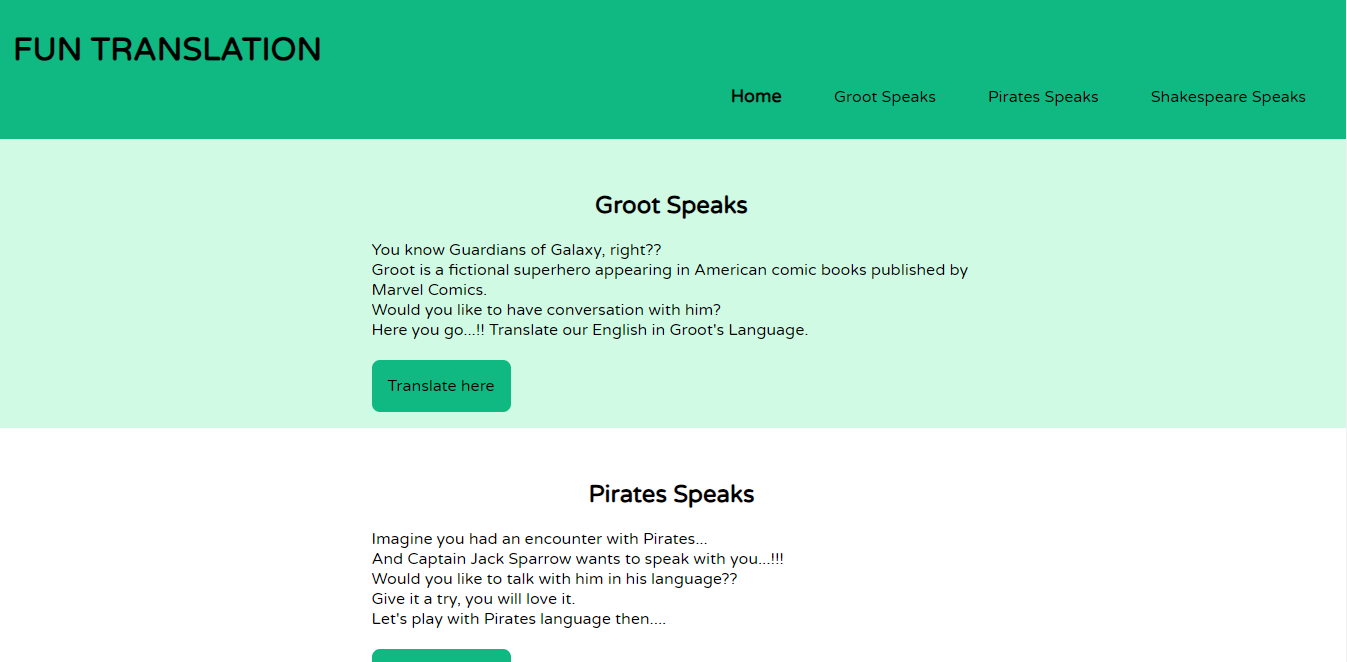 FUN TRANSLATION
Home Groot Speaks Pirates Speaks Shakespeare Speaks
Groot Speaks
You know Guardians of Galaxy, right??
Groot is a fictional superhero appearing in American comic books published by
Marvel Comics.
Would you like to have conversation with him?
Here you go...!! Translate our English in Groot's Language.
Translate here
Pirates Speaks
Imagine you had an encounter with Pirates...
And Captain Jack Sparrow wants to speak with you...!!!
Would you like to talk with him in his language??
Give it a try, you will love it.
Let's play with Pirates language then....